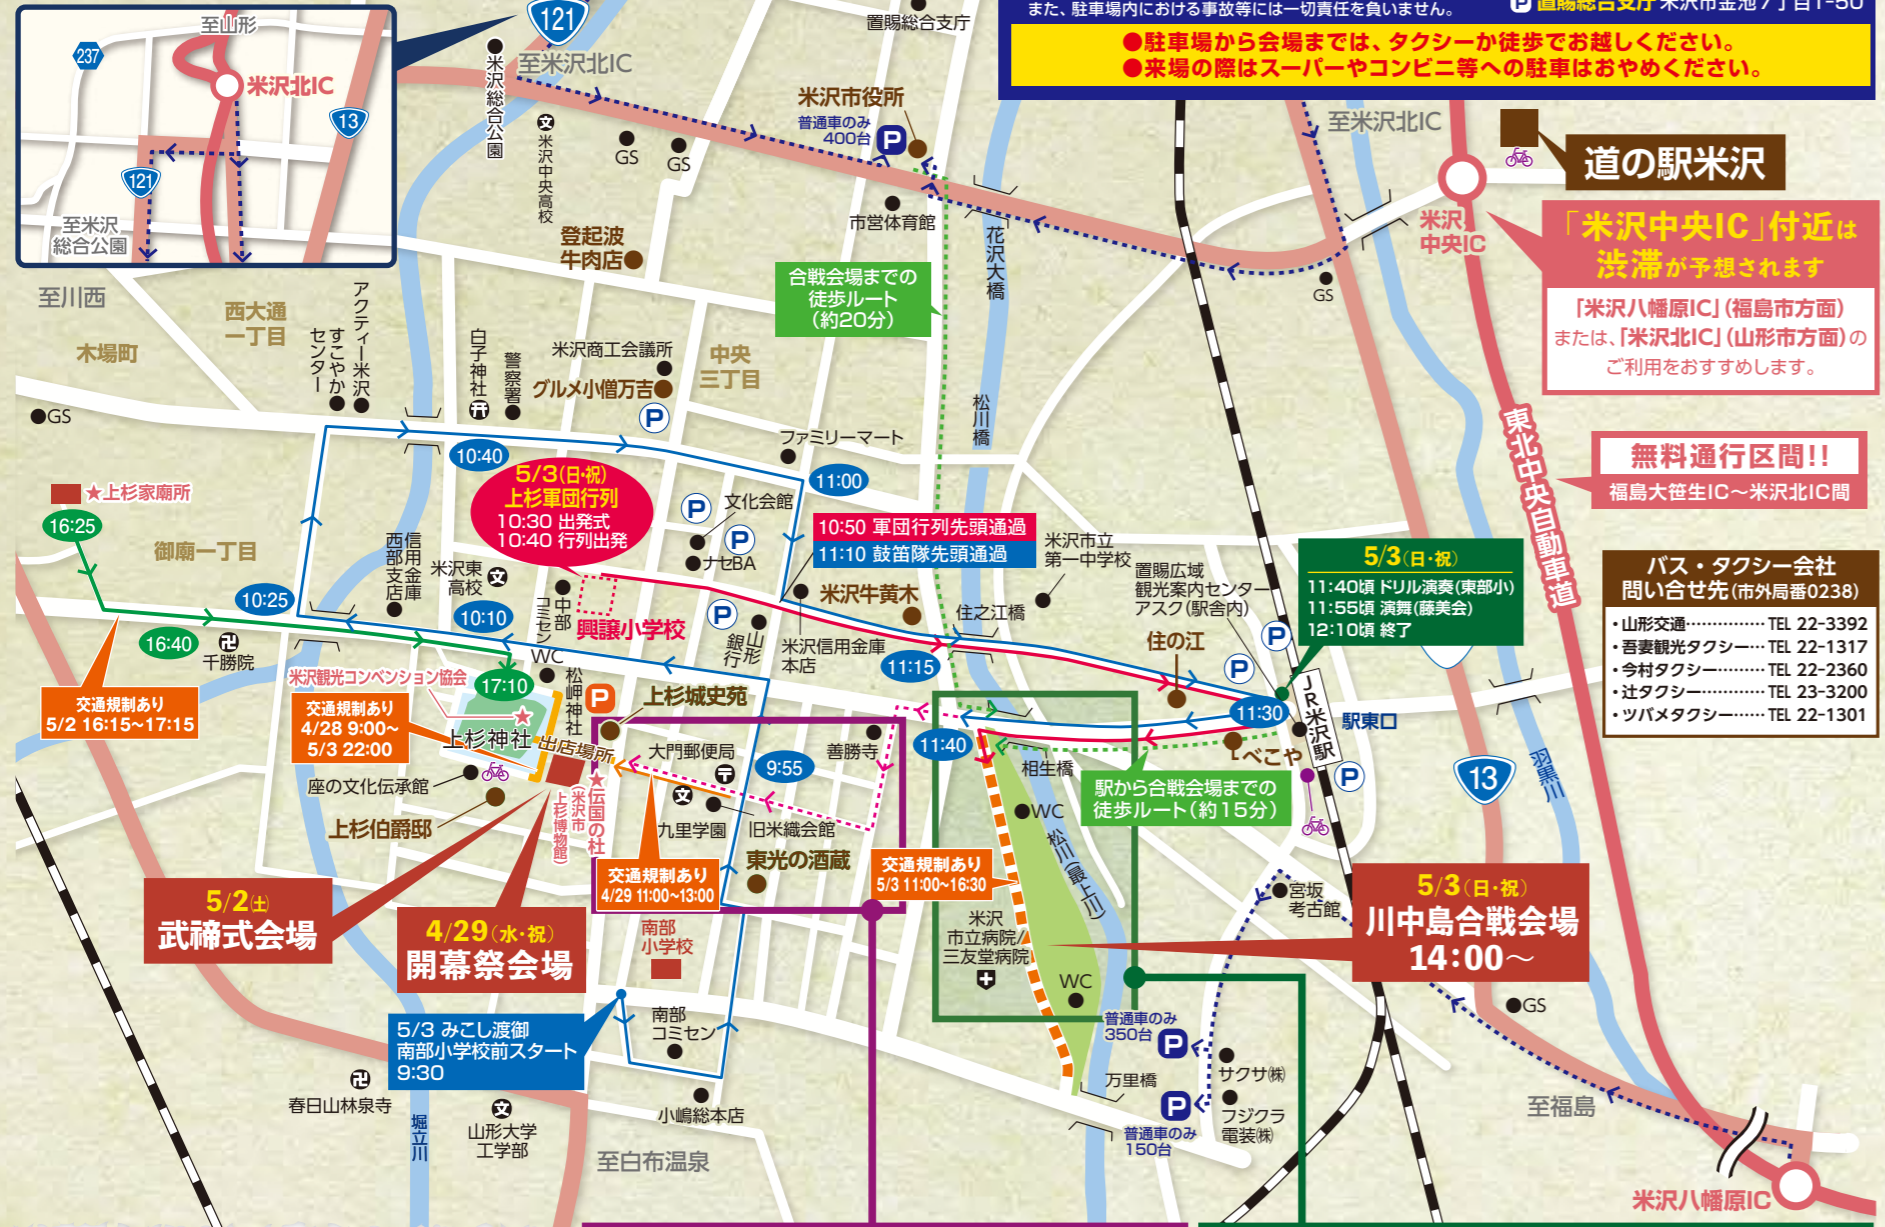 また、駐車場内における事故等には一切責任を負いません。
P 置賜総合支庁 米沢市金池7丁目1-50
●駐車場から会場までは、タクシーか徒歩でお越しください。
●来場の際はスーパーやコンビニ等への駐車はおやめください。
至山形
237
米沢北IC
13
121
至米沢
総合公園
121
至米沢北IC
米沢総合公園
置賜総合支庁
米沢市役所
普通車のみ
400台
P
文
米沢中央高校
GS
GS
市営体育館
登起波
牛肉店
花沢大橋
至米沢北IC
道の駅米沢
米沢
中央IC
GS
「米沢中央IC」付近は
渋滞が予想されます
「米沢八幡原IC」(福島市方面)
または、「米沢北IC」(山形市方面)の
ご利用をおすすめします。
合戦会場までの
徒歩ルート
(約20分)
至川西
西大通
一丁目
木場町
アクティー米沢
すこやか
センター
白子神社
警察署
米沢商工会議所
グルメ小僧万吉
P
中央
三丁目
松川橋
東北中央自動車道
無料通行区間!!
福島大笹生IC~米沢北IC間
GS
10:40
ファミリーマート
11:00
5/3(日・祝)
上杉軍団行列
10:30 出発式
10:40 行列出発
P
文化会館
P
ナセBA
10:50 軍団行列先頭通過
11:10 鼓笛隊先頭通過
米沢市立
第一中学校
置賜広域
観光案内センター
アスク(駅舎内)
5/3(日・祝)
11:40頃 ドリル演奏(東部小)
11:55頃 演舞(藤美会)
12:10頃 終了
バス・タクシー会社
問い合せ先(市外局番0238)
・山形交通…………… TEL 22-3392
・吾妻観光タクシー… TEL 22-1317
・今村タクシー……… TEL 22-2360
・辻タクシー………… TEL 23-3200
・ツバメタクシー…… TEL 22-1301
★上杉家廟所
16:25
御廟一丁目
信用金庫
西部支店
米沢東
高校
文
10:25
10:10
中部
コミセン
興譲小学校
P
山形
銀行
米沢信用金庫
本店
米沢牛黄木
住之江橋
11:15
住の江
P
P
JR米沢駅
駅東口
11:30
16:40
千勝院
米沢観光コンベンション協会
WC
17:10
松岬神社
P
上杉城史苑
交通規制あり
5/2 16:15~17:15
交通規制あり
4/28 9:00~
5/3 22:00
上杉神社
出店場所
大門郵便局
善勝寺
9:55
11:40
相生橋
べこや
P
13
羽黒川
座の文化伝承館
上杉伯爵邸
★伝国の杜
(米沢市
上杉博物館)
文
九里学園
旧米織会館
東光の酒蔵
駅から合戦会場までの
徒歩ルート(約15分)
WC
松川(最上川)
交通規制あり
4/29 11:00~13:00
交通規制あり
5/3 11:00~16:30
5/2(土)
武禘式会場
4/29(水・祝)
開幕祭会場
南部
小学校
米沢
市立病院/
三友堂病院
WC
宮坂
考古館
5/3(日・祝)
川中島合戦会場
14:00~
GS
5/3 みこし渡御
南部小学校前スタート
9:30
南部
コミセン
普通車のみ
350台
P
サクサ㈱
万里橋
P
普通車のみ
150台
フジクラ
電装㈱
至福島
春日山林泉寺
堀立川
文
山形大学
工学部
小嶋総本店
至白布温泉
米沢八幡原IC